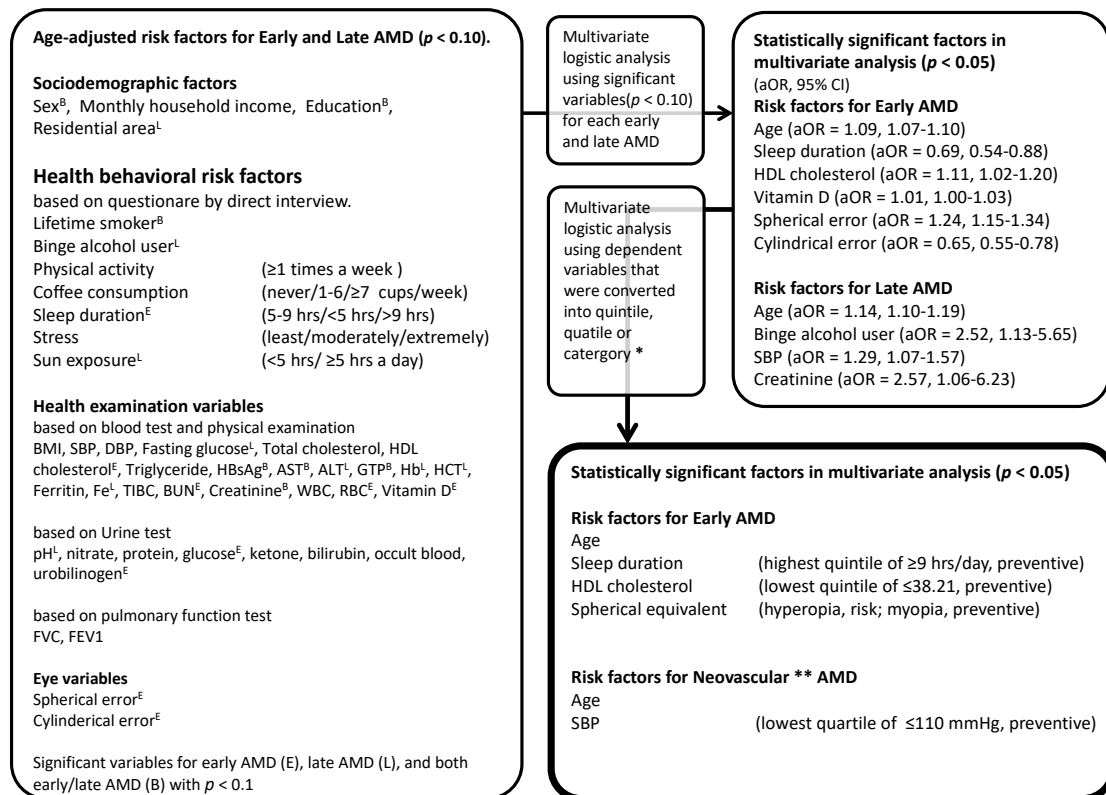 Age-adjusted risk factors for Early and Late AMD (p < 0.10).
Sociodemographic factors
Sexᴮ, Monthly household income, Educationᴮ,
Residential areaᴸ
Health behavioral risk factors
based on questionare by direct interview.
Lifetime smokerᴮ
Binge alcohol userᴸ
Physical activity (≥1 times a week )
Coffee consumption (never/1-6/≥7 cups/week)
Sleep durationᴱ (5-9 hrs/<5 hrs/>9 hrs)
Stress (least/moderately/extremely)
Sun exposureᴸ (<5 hrs/ ≥5 hrs a day)
Health examination variables
based on blood test and physical examination
BMI, SBP, DBP, Fasting glucoseᴸ, Total cholesterol, HDL
cholesterolᴱ, Triglyceride, HBsAgᴮ, ASTᴮ, ALTᴸ, GTPᴮ, Hbᴸ, HCTᴸ,
Ferritin, Feᴸ, TIBC, BUNᴱ, Creatinineᴮ, WBC, RBCᴱ, Vitamin Dᴱ
based on Urine test
pHᴸ, nitrate, protein, glucoseᴱ, ketone, bilirubin, occult blood,
urobilinogenᴱ
based on pulmonary function test
FVC, FEV1
Eye variables
Spherical errorᴱ
Cylinderical errorᴱ
Significant variables for early AMD (E), late AMD (L), and both
early/late AMD (B) with p < 0.1
Multivariate
logistic analysis
using significant
variables(p < 0.10)
for each early
and late AMD
Statistically significant factors in
multivariate analysis (p < 0.05)
(aOR, 95% CI)
Risk factors for Early AMD
Age (aOR = 1.09, 1.07-1.10)
Sleep duration (aOR = 0.69, 0.54-0.88)
HDL cholesterol (aOR = 1.11, 1.02-1.20)
Vitamin D (aOR = 1.01, 1.00-1.03)
Spherical error (aOR = 1.24, 1.15-1.34)
Cylindrical error (aOR = 0.65, 0.55-0.78)
Risk factors for Late AMD
Age (aOR = 1.14, 1.10-1.19)
Binge alcohol user (aOR = 2.52, 1.13-5.65)
SBP (aOR = 1.29, 1.07-1.57)
Creatinine (aOR = 2.57, 1.06-6.23)
Multivariate
logistic analysis
using dependent
variables that
were converted
into quintile,
quatile or
catergory *
Statistically significant factors in multivariate analysis (p < 0.05)
Risk factors for Early AMD
Age
Sleep duration (highest quintile of ≥9 hrs/day, preventive)
HDL cholesterol (lowest quintile of ≤38.21, preventive)
Spherical equivalent (hyperopia, risk; myopia, preventive)
Risk factors for Neovascular ** AMD
Age
SBP (lowest quartile of ≤110 mmHg, preventive)